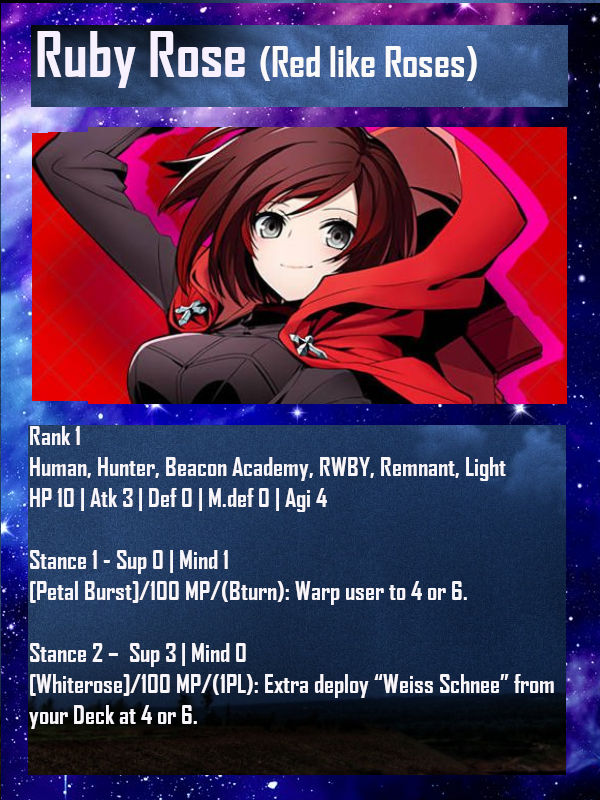 Ruby Rose (Red like Roses)
Rank 1
Human, Hunter, Beacon Academy, RWBY, Remnant, Light
HP 10 | Atk 3 | Def 0 | M.def 0 | Agi 4
Stance 1 - Sup 0 | Mind 1
[Petal Burst]/100 MP/(Bturn): Warp user to 4 or 6.
Stance 2 – Sup 3 | Mind 0
[Whiterose]/100 MP/(1PL): Extra deploy “Weiss Schnee” from
your Deck at 4 or 6.